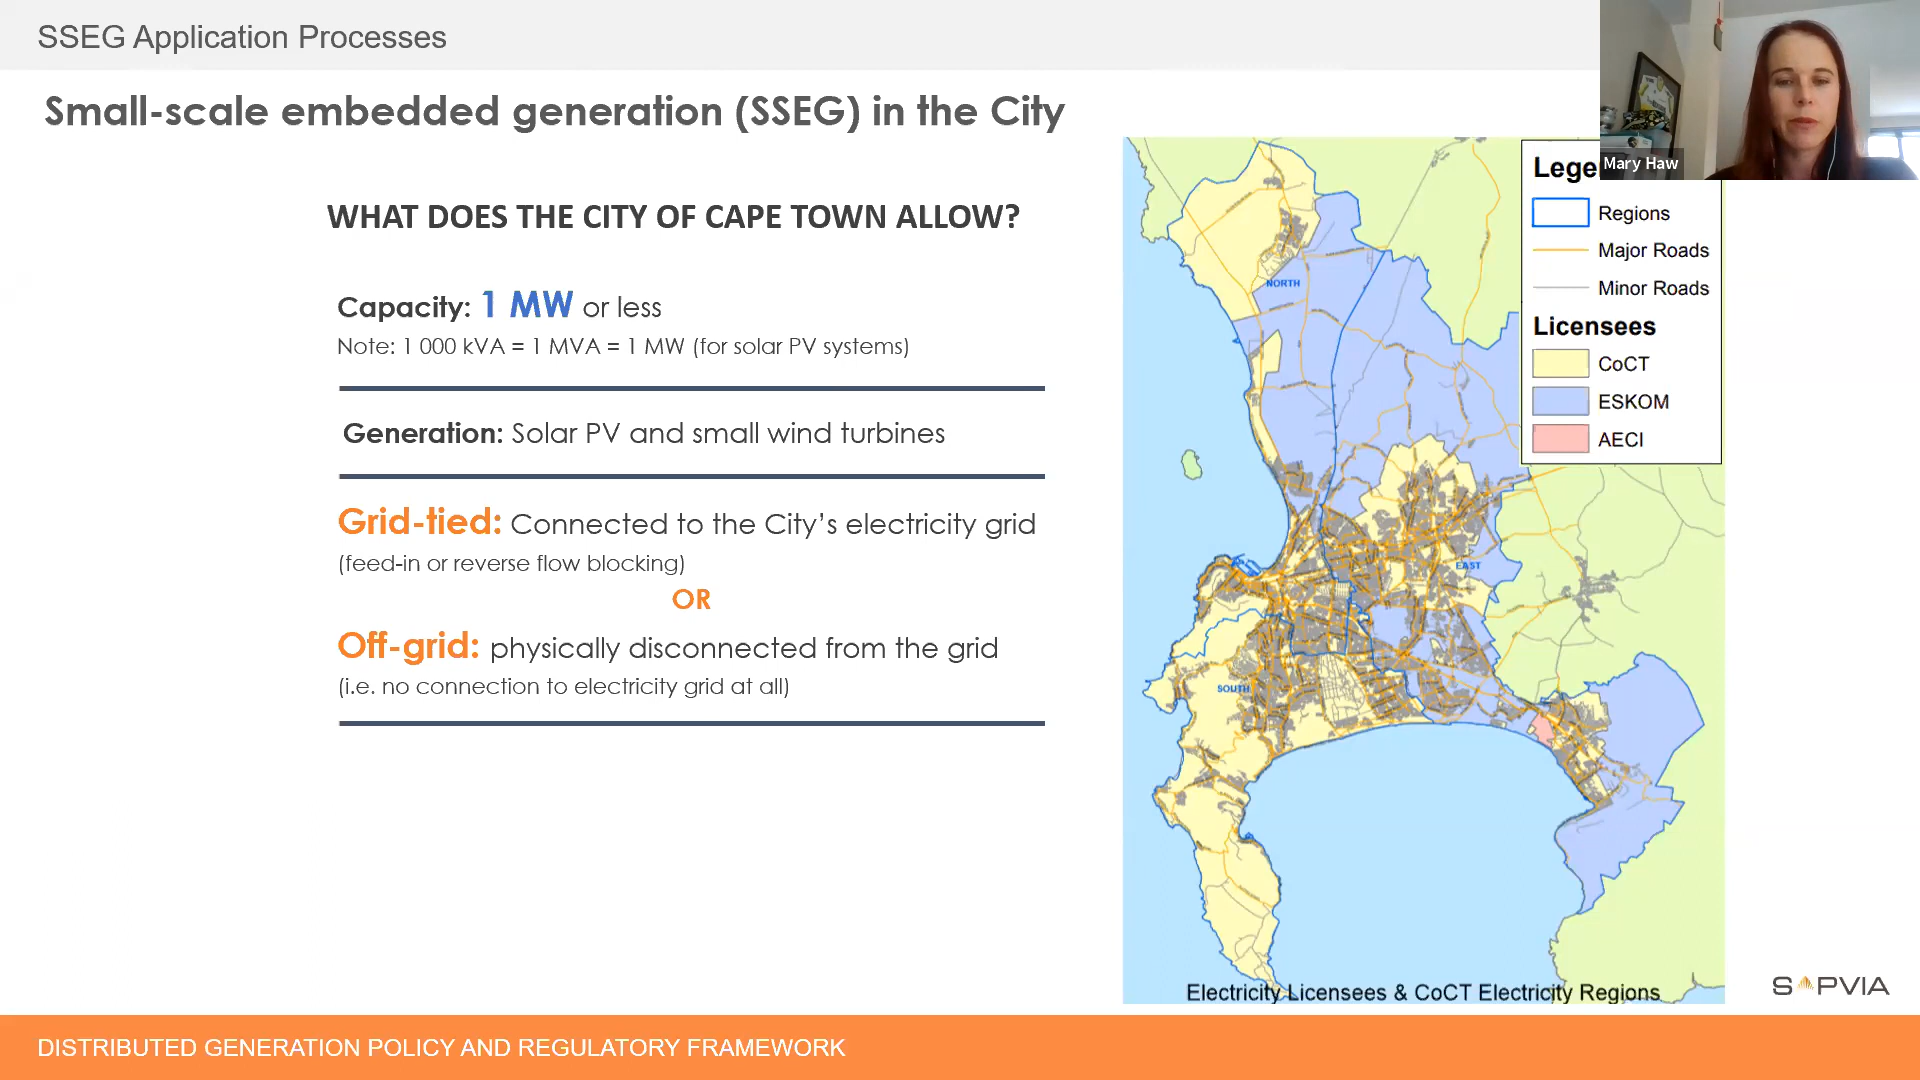 SSEG Application Processes
Small-scale embedded generation (SSEG) in the City
Mary Haw
WHAT DOES THE CITY OF CAPE TOWN ALLOW?
Capacity: 1 MW or less
Note: 1 000 kVA = 1 MVA = 1 MW (for solar PV systems)
Generation: Solar PV and small wind turbines
Grid-tied: Connected to the City’s electricity grid
(feed-in or reverse flow blocking)
OR
Off-grid: physically disconnected from the grid
(i.e. no connection to electricity grid at all)
Lege
Regions
Major Roads
Minor Roads
Licensees
CoCT
ESKOM
AECI
NORTH
EAST
SOUTH
Electricity Licensees & CoCT Electricity Regions
SAPVIA
DISTRIBUTED GENERATION POLICY AND REGULATORY FRAMEWORK